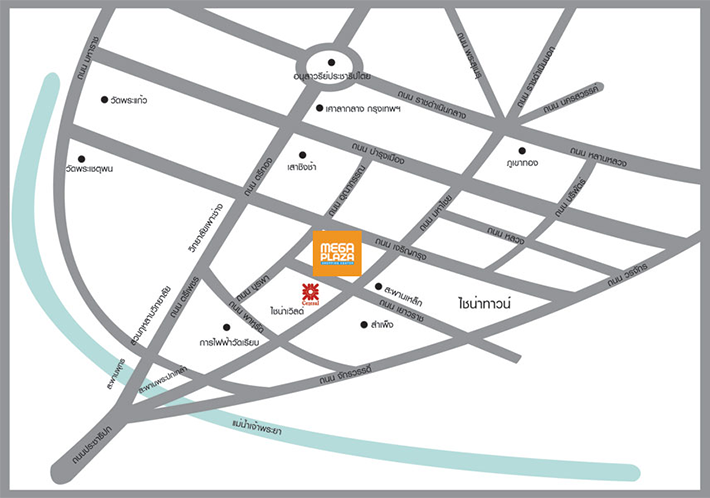 ถนน มหาราช
ถนน พระสุเมรุ
ถนน ราชดำเนินนอก
อนุสาวรีย์ประชาธิปไตย
ถนน ราชดำเนินกลาง
ถนน นครสวรรค์
วัดพระแก้ว
เศาลากลาง กรุงเทพฯ
เสาชิงช้า
ถนน บำรุงเมือง
ภูเขาทอง
ถนน หลานหลวง
วัดพระเชตุพน
ถนน ตรีทอง
ถนน อุณากรรณ
ถนน มหาไชย
ถนน บริพัตร
วิทยาลัยเพาะช่าง
MEGA
PLAZA
ถนน เจริญกรุง
ถนน หลวง
ถนน วรจักร
ถนน ตรีเพชร
ถนน บูรพา
สะพานเหล็ก
ไชน่าทาวน์
ไชน่าเวิลด์
ถนน พาหุรัด
ถนน เยาวราช
สำเพ็ง
สวนกุหลาบวิทยาลัย
การไฟฟ้าวัดเรียบ
สะพานพุทธ
สะพานพระปกเกล้า
ถนน จักรวรรดิ์
แม่น้ำเจ้าพระยา
ถนนประชาธิปก